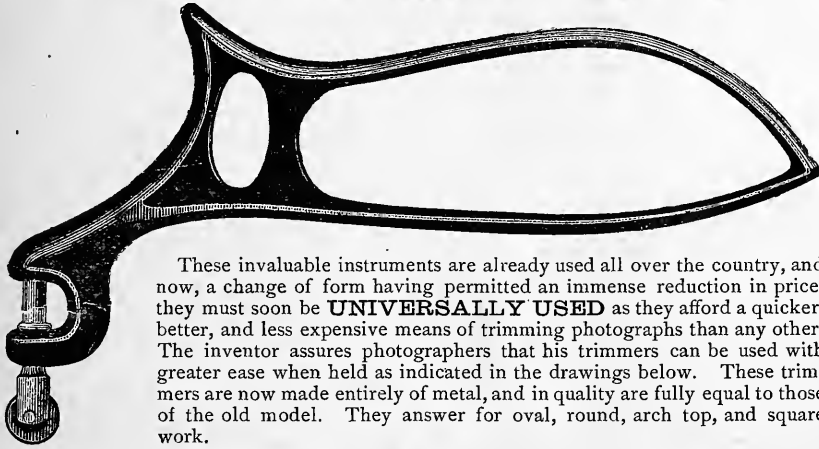 These invaluable instruments are already used all over the country, and
now, a change of form having permitted an immense reduction in price
they must soon be UNIVERSALLY USED as they afford a quicker
better, and less expensive means of trimming photographs than any other
The inventor assures photographers that his trimmers can be used with
greater ease when held as indicated in the drawings below. These trim
mers are now made entirely of metal, and in quality are fully equal to those
of the old model. They answer for oval, round, arch top, and square
work.